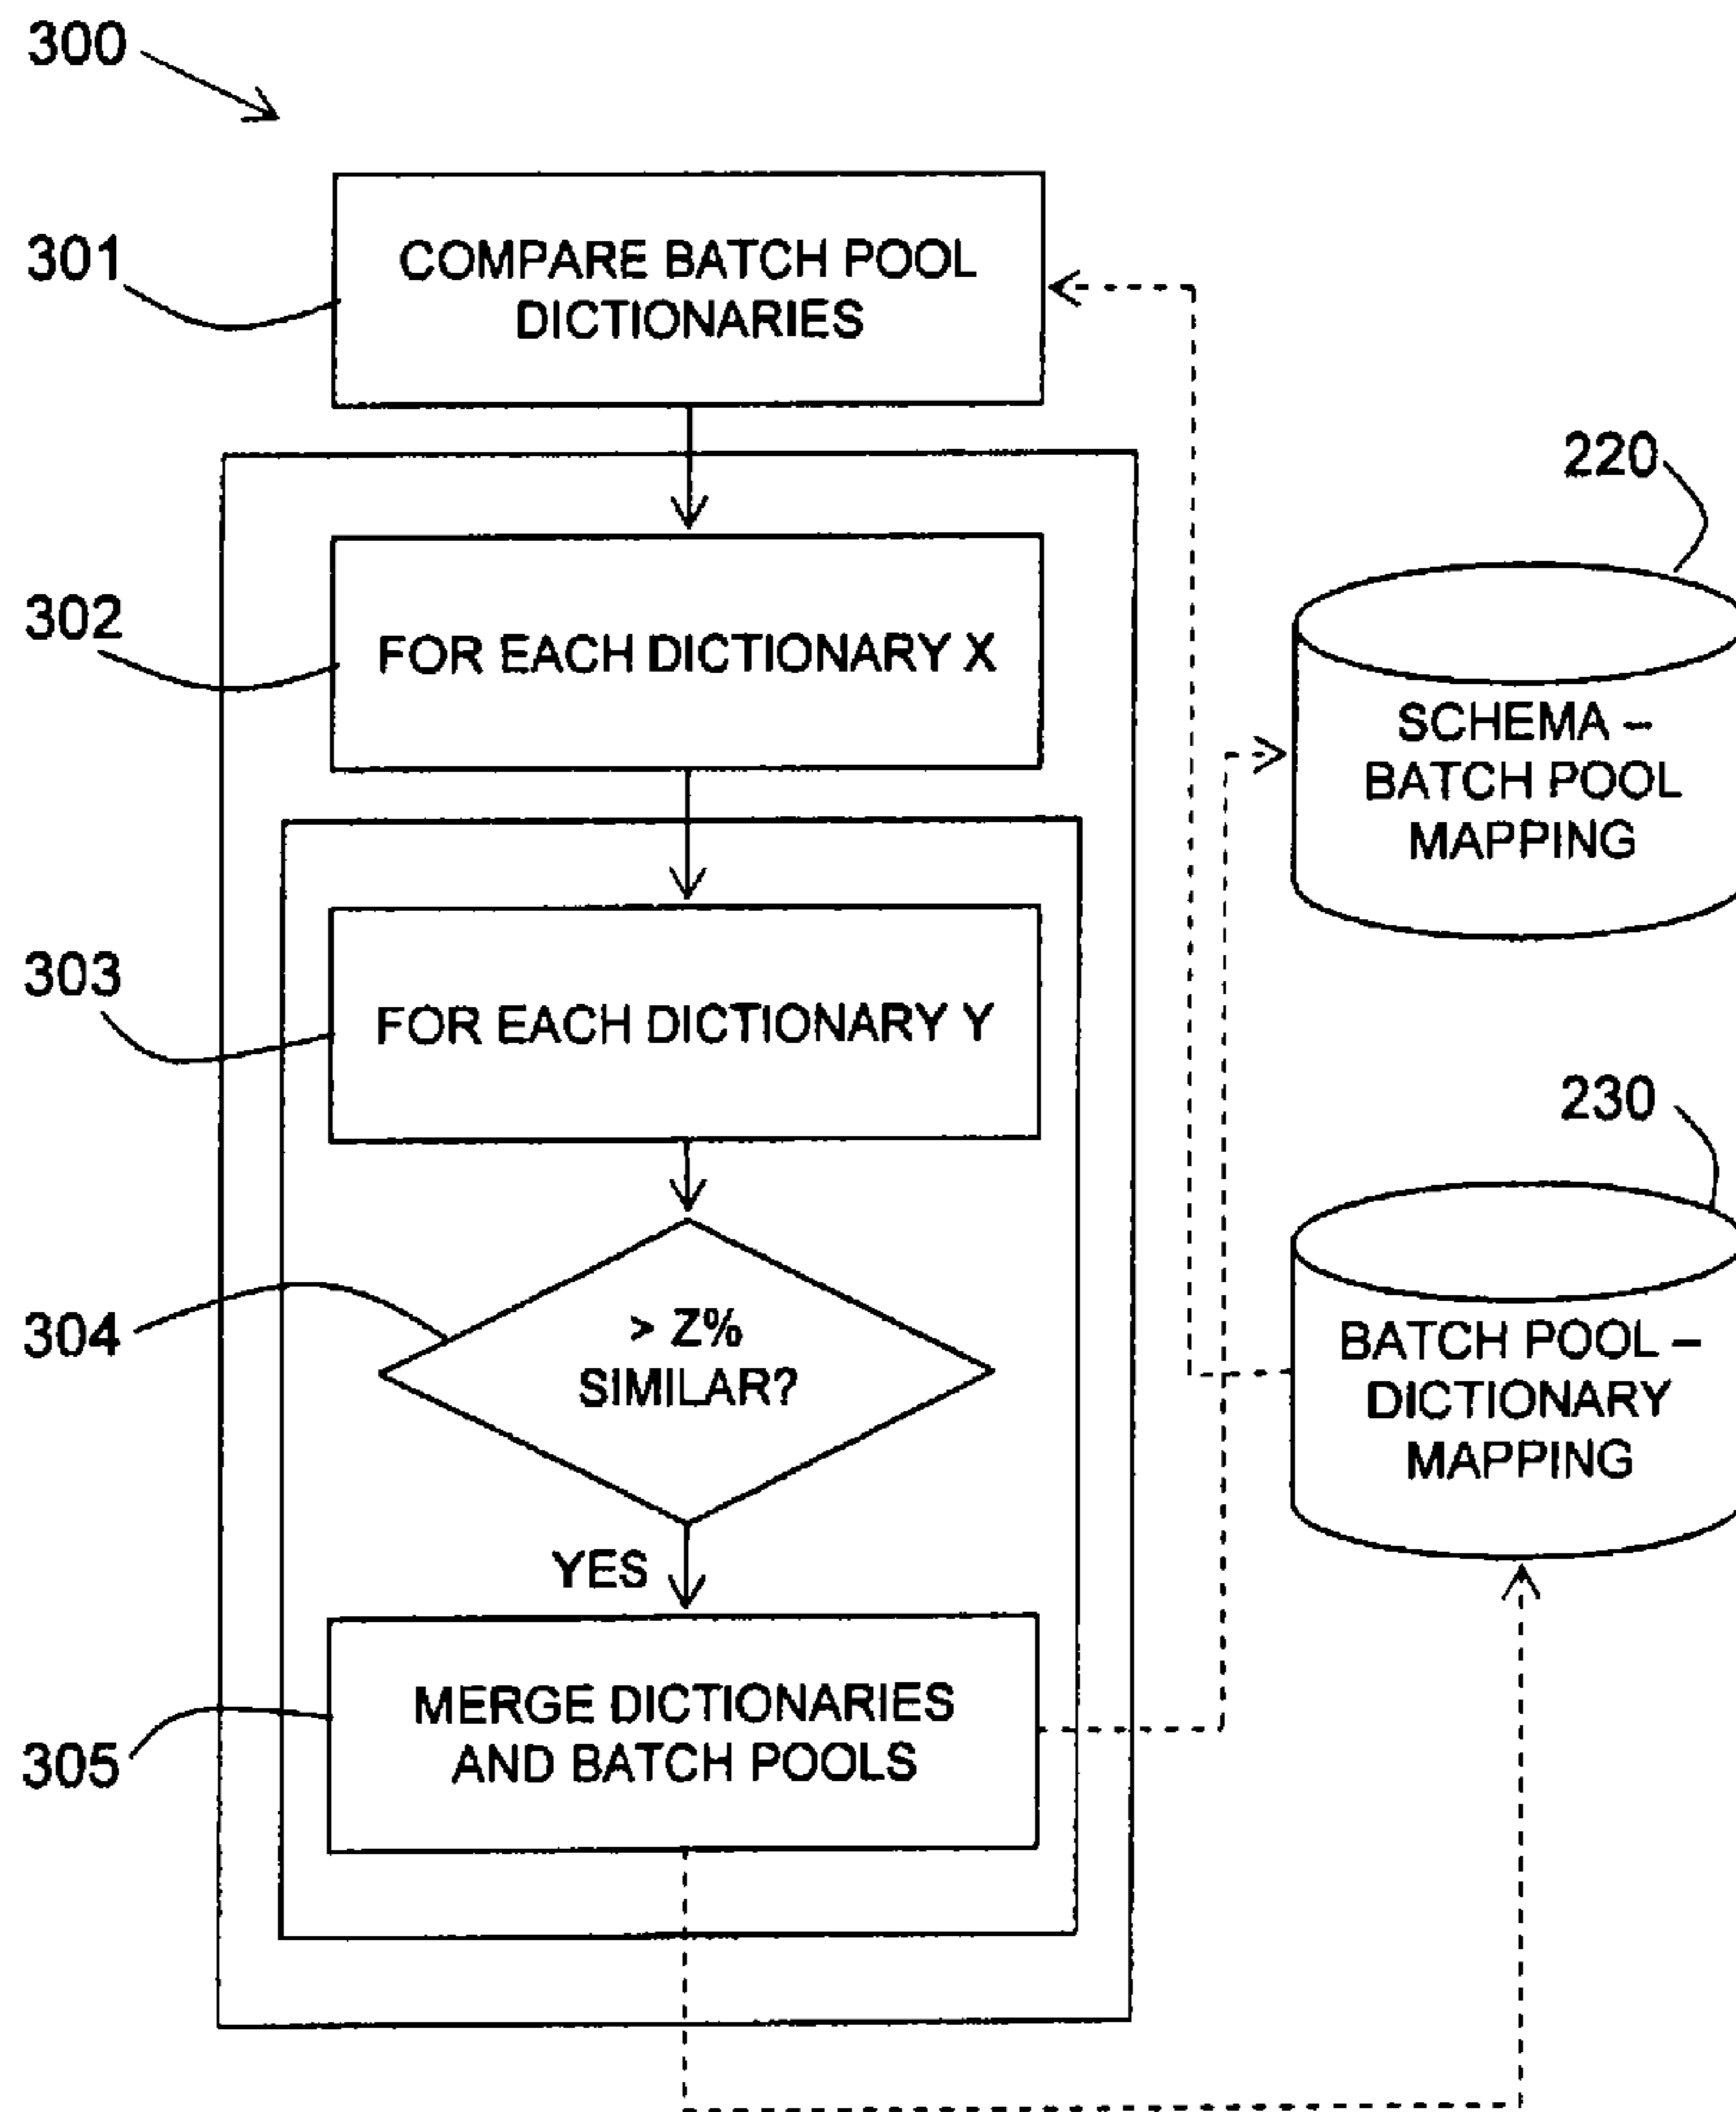 300
301
COMPARE BATCH POOL
DICTIONARIES
302
FOR EACH DICTIONARY X
220
SCHEMA –
BATCH POOL
MAPPING
303
FOR EACH DICTIONARY Y
230
BATCH POOL –
DICTIONARY
MAPPING
304
> Z%
SIMILAR?
YES
305
MERGE DICTIONARIES
AND BATCH POOLS